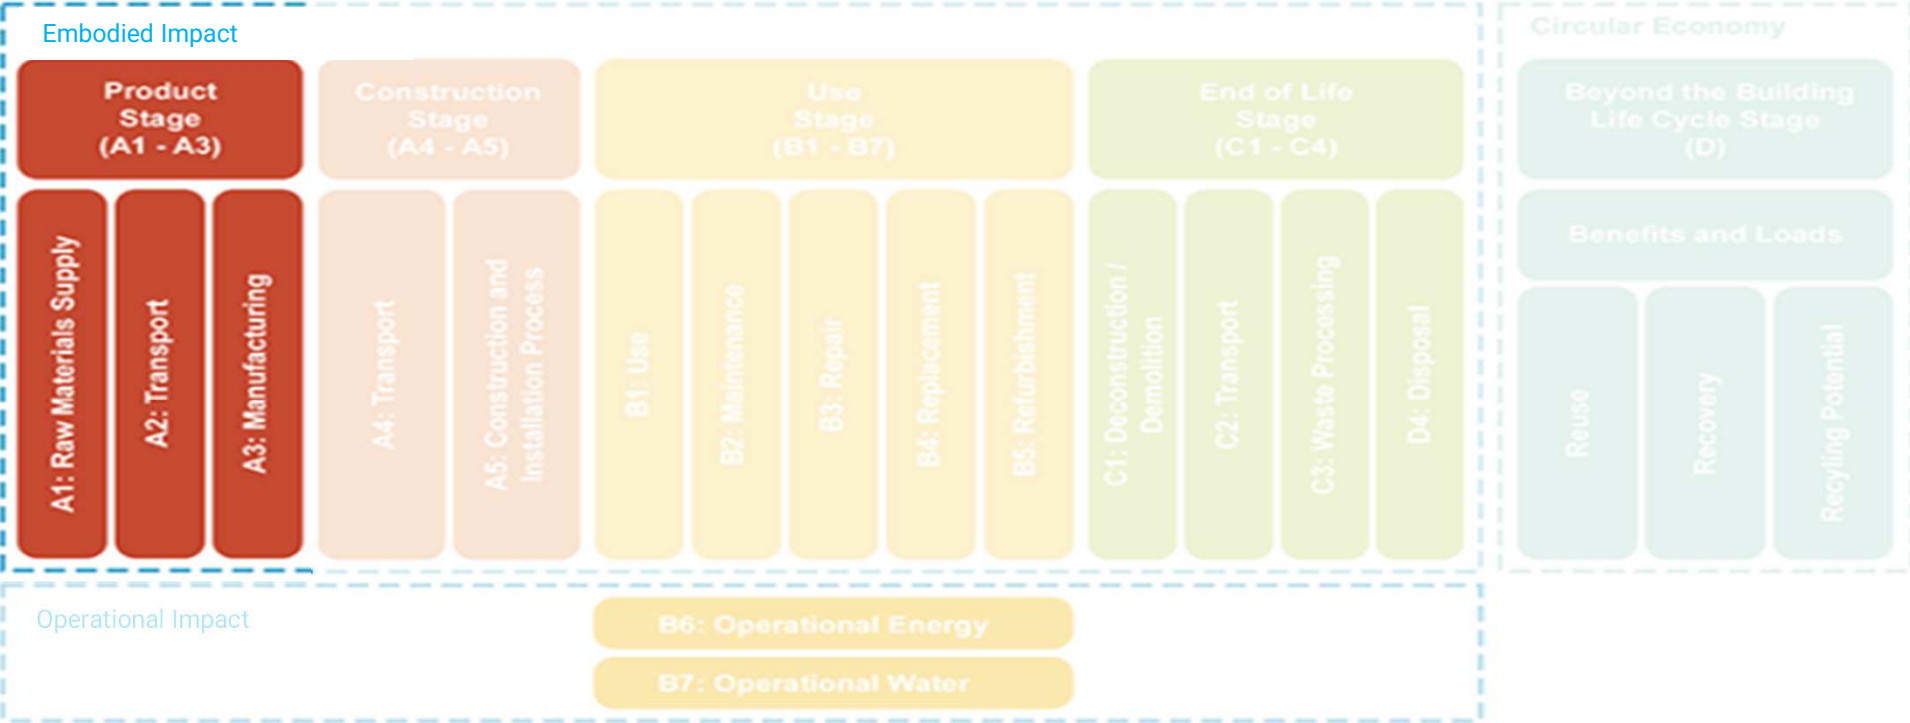 Embodied Impact
Circular Economy
Product
Stage
(A1 - A3)
Construction
Stage
(A4 - A5)
Use
Stage
(B1 - B7)
End of Life
Stage
(C1 - C4)
Beyond the Building
Life Cycle Stage
(D)
A1: Raw Materials Supply
A2: Transport
A3: Manufacturing
A4: Transport
A5: Construction and
Installation Process
B1: Use
B2: Maintenance
B3: Repair
B4: Replacement
B5: Refurbishment
C1: Deconstruction /
Demolition
C2: Transport
C3: Waste Processing
D4: Disposal
Benefits and Loads
Reuse
Recovery
Recyling Potential
Operational Impact
B6: Operational Energy
B7: Operational Water